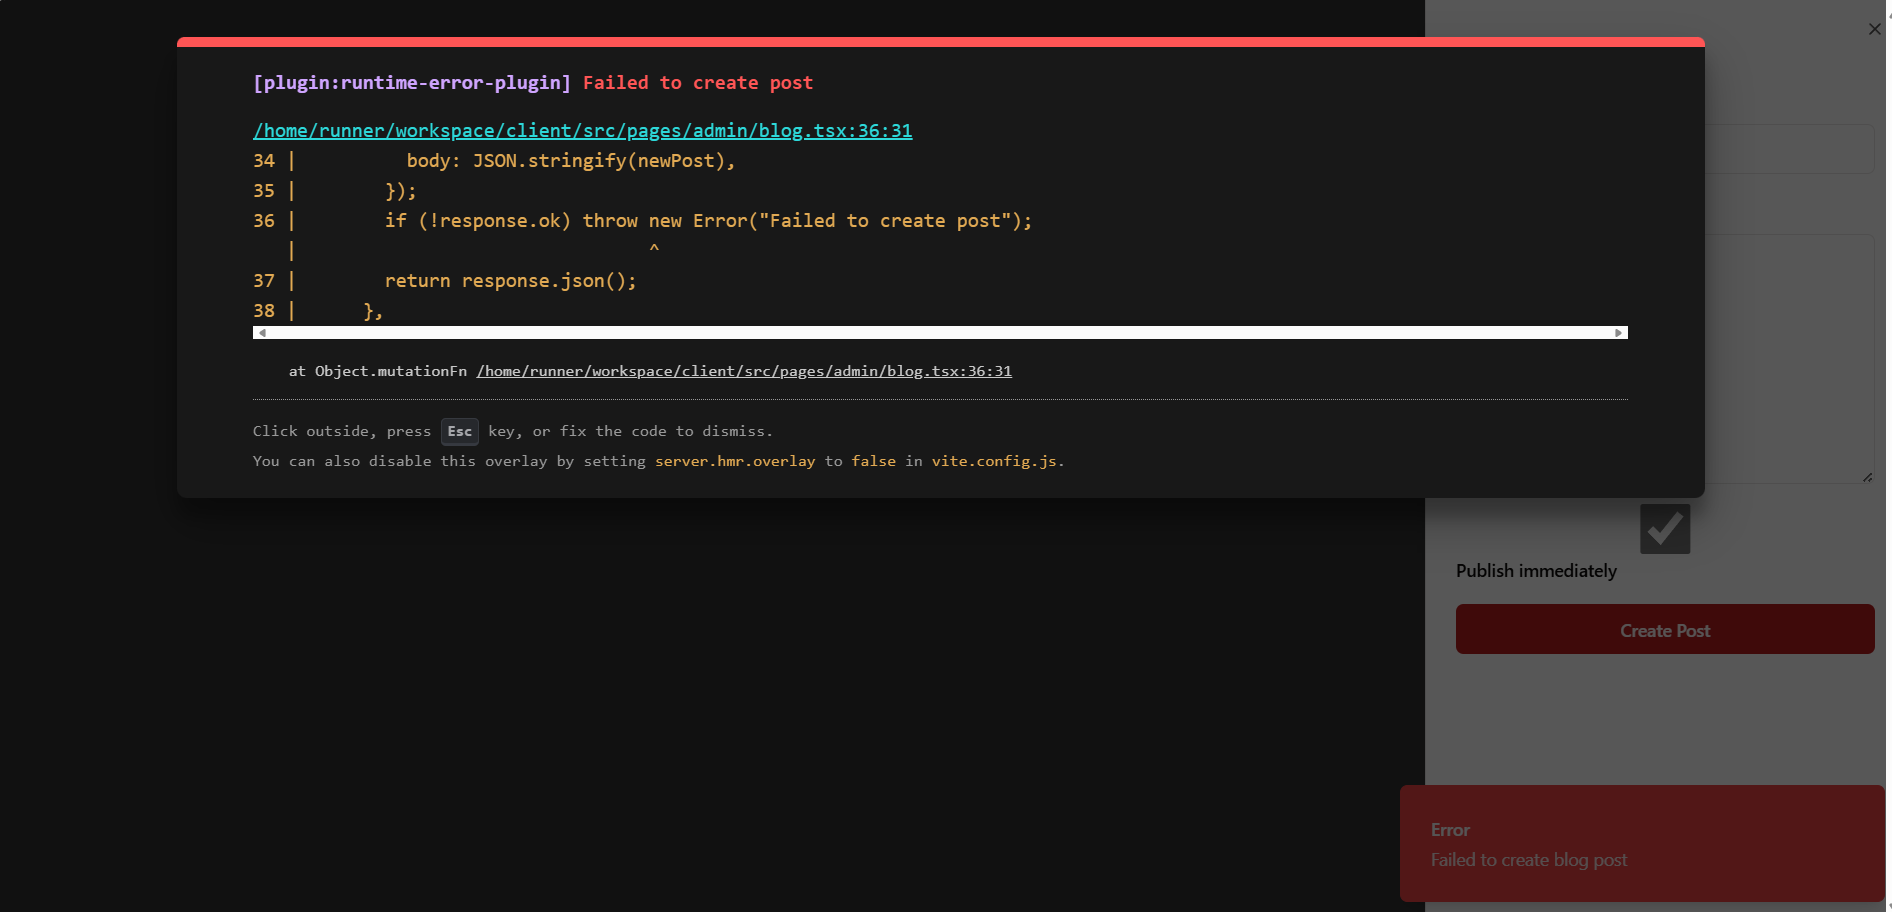 [plugin:runtime-error-plugin] Failed to create post
/home/runner/workspace/client/src/pages/admin/blog.tsx:36:31
34 |          body: JSON.stringify(newPost),
35 |        });
36 |        if (!response.ok) throw new Error("Failed to create post");
   |                                ^
37 |        return response.json();
38 |      },
at Object.mutationFn /home/runner/workspace/client/src/pages/admin/blog.tsx:36:31
Click outside, press Esc key, or fix the code to dismiss.
You can also disable this overlay by setting server.hmr.overlay to false in vite.config.js.
Publish immediately
Create Post
Error
Failed to create blog post